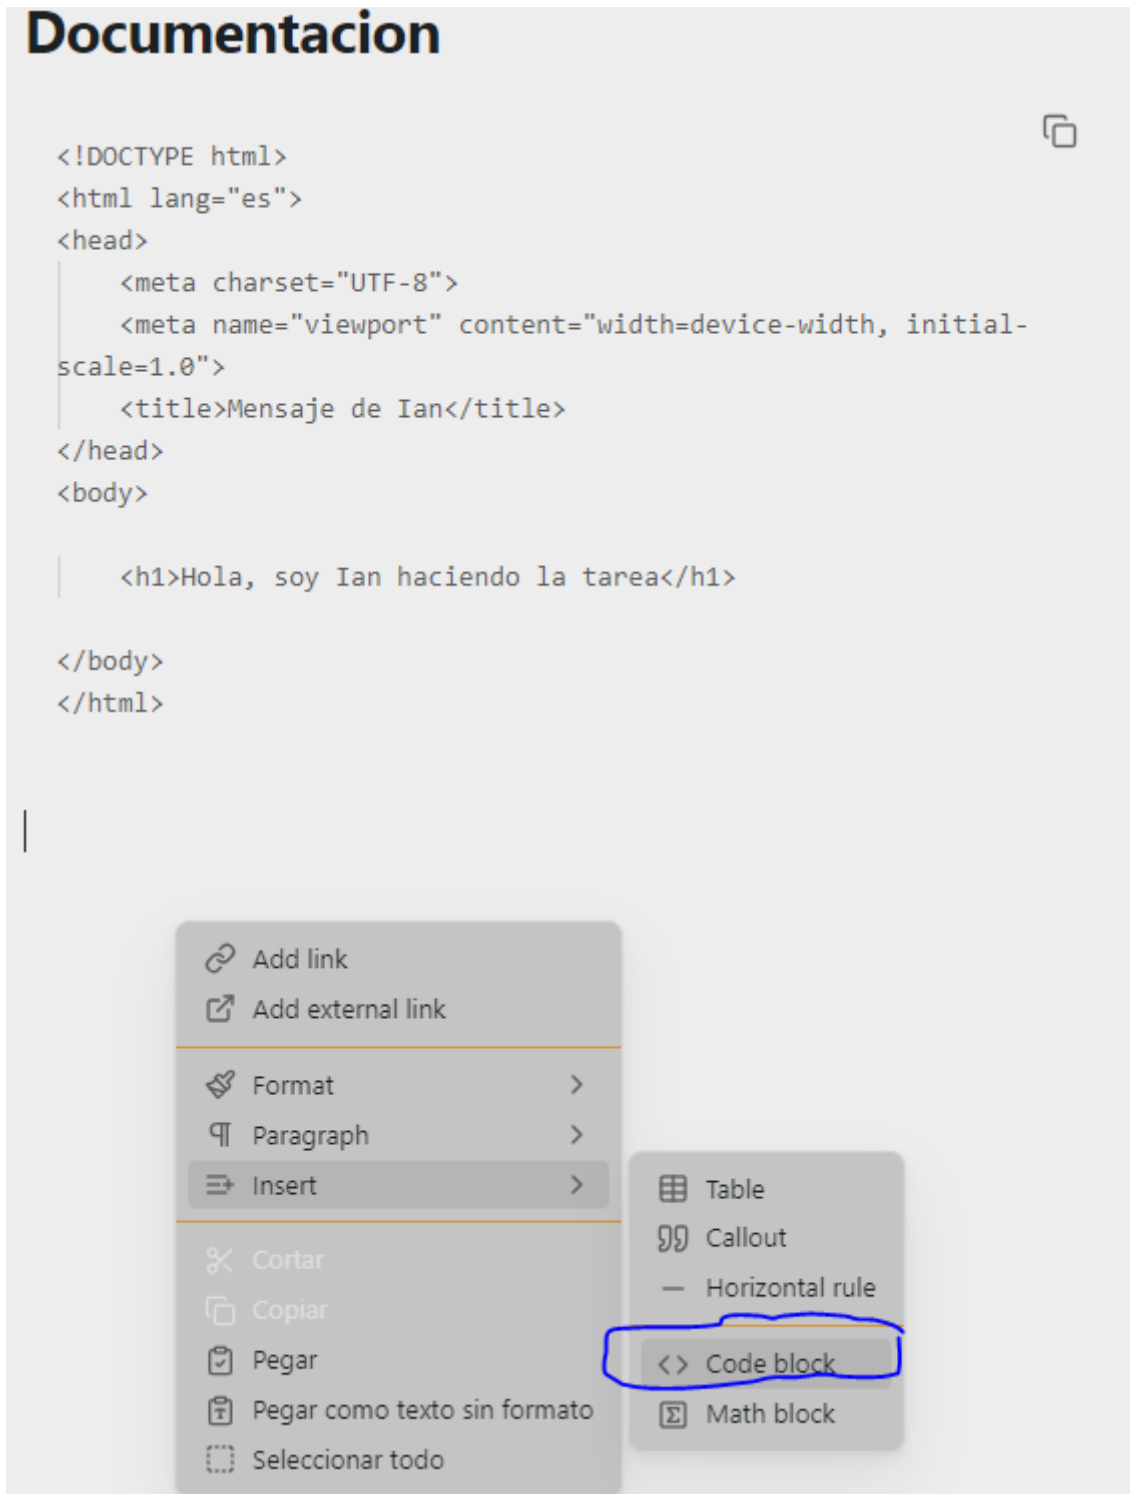 Documentacion
<!DOCTYPE html>
<html lang="es">
<head>
    <meta charset="UTF-8">
    <meta name="viewport" content="width=device-width, initial-
scale=1.0">
    <title>Mensaje de Ian</title>
</head>
<body>
    <h1>Hola, soy Ian haciendo la tarea</h1>
</body>
</html>
Add link
Add external link
Format
Paragraph
Insert
Cortar
Copiar
Pegar
Pegar como texto sin formato
Seleccionar todo
Table
Callout
Horizontal rule
Code block
Math block